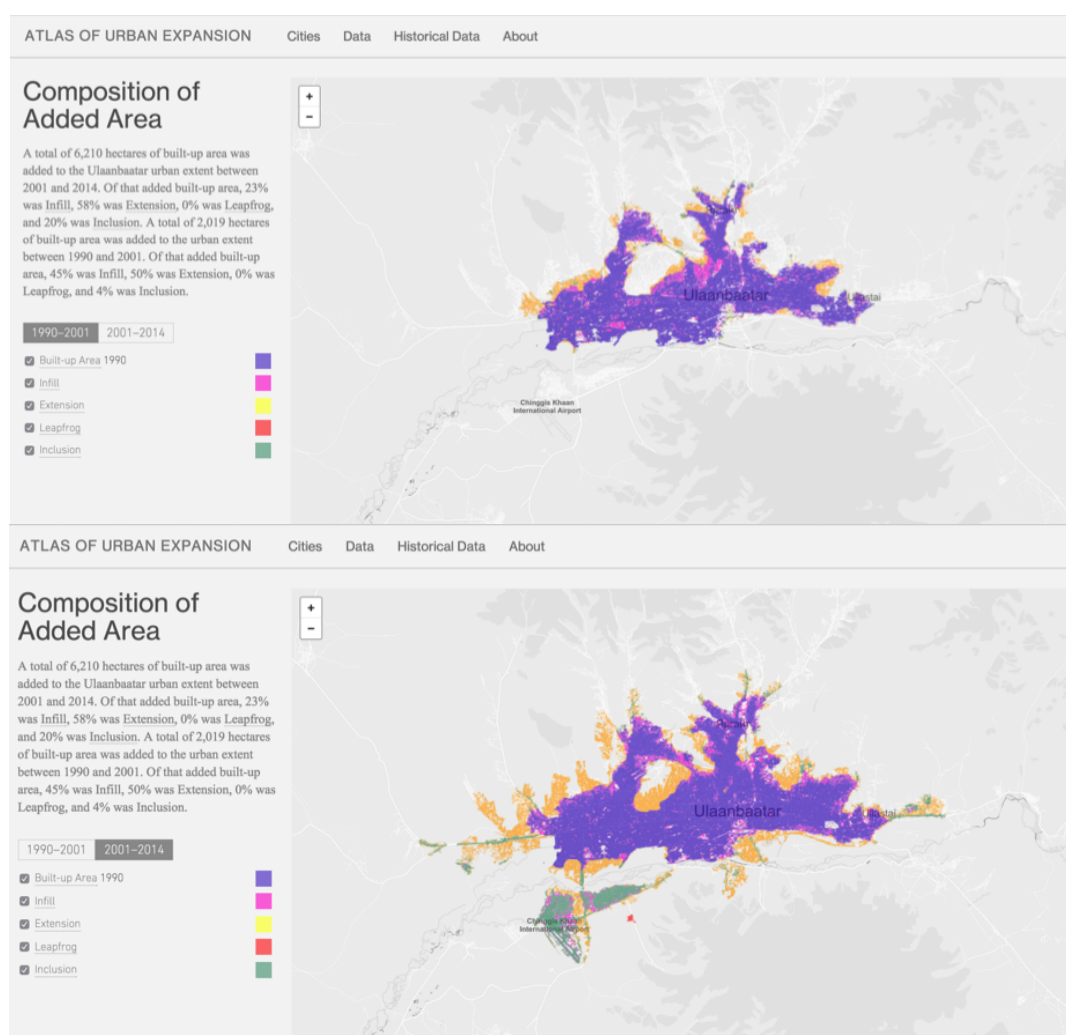 ATLAS OF URBAN EXPANSION Cities Data Historical Data About
Composition of
Added Area
A total of 6,210 hectares of built-up area was
added to the Ulaanbaatar urban extent between
2001 and 2014. Of that added built-up area, 23%
was Infill, 58% was Extension, 0% was Leapfrog,
and 20% was Inclusion. A total of 2,019 hectares
of built-up area was added to the urban extent
between 1990 and 2001. Of that added built-up
area, 45% was Infill, 50% was Extension, 0% was
Leapfrog, and 4% was Inclusion.
1990–2001 2001–2014
Built-up Area 1990
Infill
Extension
Leapfrog
Inclusion
+
−
Ulaanbaatar
Chinggis Khaan
International Airport
ATLAS OF URBAN EXPANSION Cities Data Historical Data About
Composition of
Added Area
A total of 6,210 hectares of built-up area was
added to the Ulaanbaatar urban extent between
2001 and 2014. Of that added built-up area, 23%
was Infill, 58% was Extension, 0% was Leapfrog,
and 20% was Inclusion. A total of 2,019 hectares
of built-up area was added to the urban extent
between 1990 and 2001. Of that added built-up
area, 45% was Infill, 50% was Extension, 0% was
Leapfrog, and 4% was Inclusion.
1990–2001 2001–2014
Built-up Area 1990
Infill
Extension
Leapfrog
Inclusion
+
−
Ulaanbaatar
Chinggis Khaan
International Airport